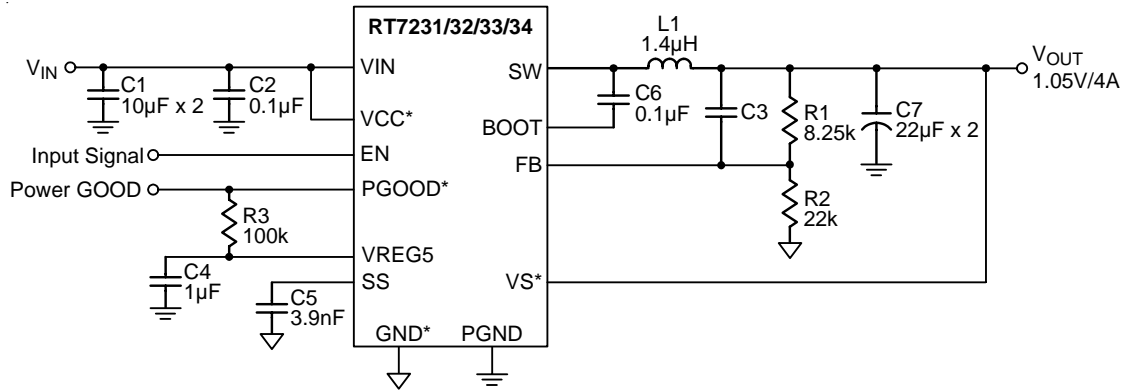 RT7231/32/33/34
VIN
C1
10µF x 2
C2
0.1µF
VIN
VCC*
Input Signal
EN
Power GOOD
PGOOD*
R3
100k
VREG5
C4
1µF
SS
C5
3.9nF
GND*
PGND
SW
BOOT
FB
VS*
L1
1.4µH
C6
0.1µF
C3
R1
8.25k
C7
22µF x 2
R2
22k
VOUT
1.05V/4A